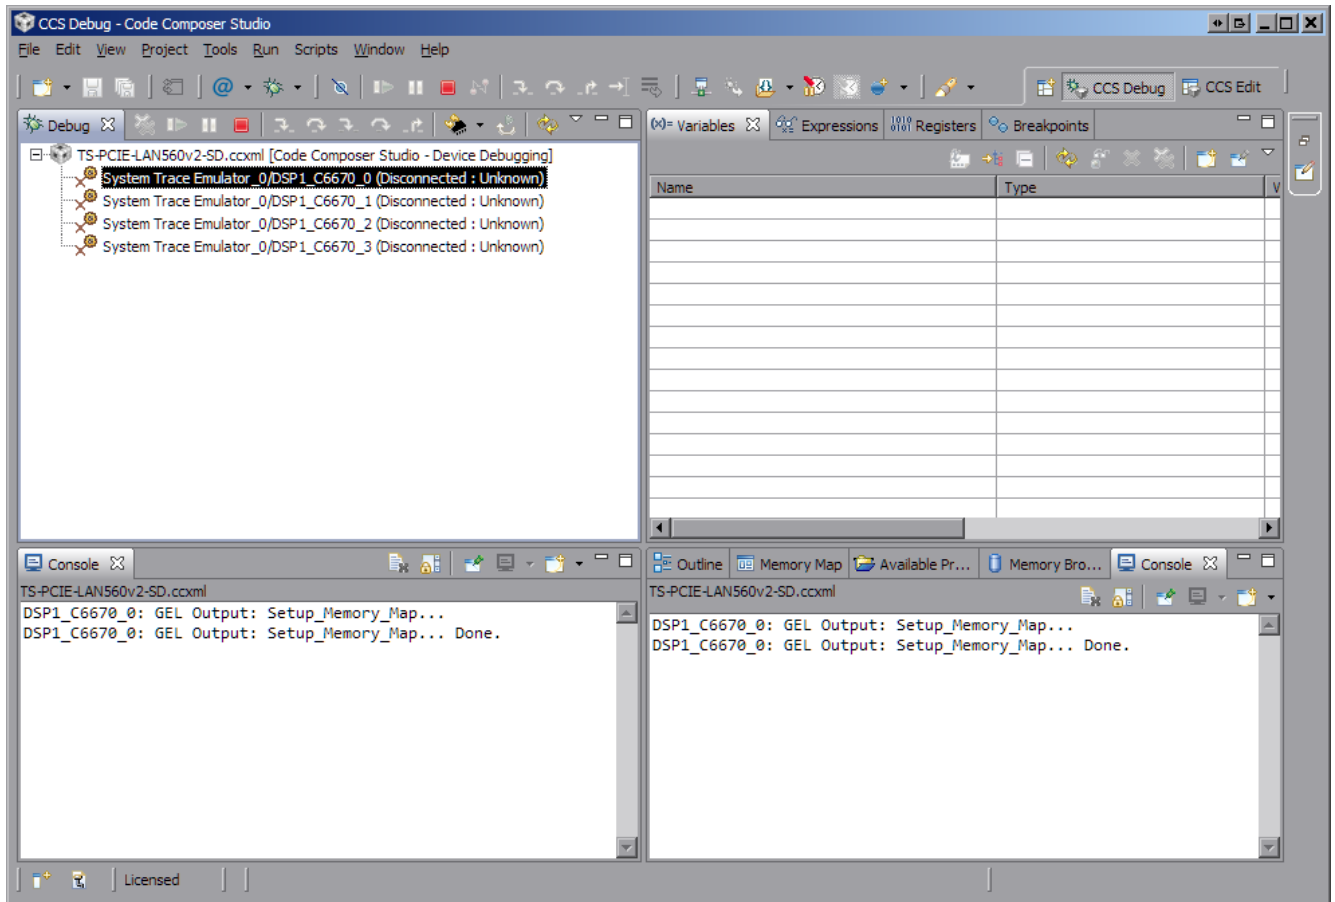 CCS Debug - Code Composer Studio
File Edit View Project Tools Run Scripts Window Help
CCS Debug CCS Edit
Debug
TS-PCIE-LAN560v2-SD.ccxml [Code Composer Studio - Device Debugging]
System Trace Emulator_0/DSP1_C6670_0 (Disconnected : Unknown)
System Trace Emulator_0/DSP1_C6670_1 (Disconnected : Unknown)
System Trace Emulator_0/DSP1_C6670_2 (Disconnected : Unknown)
System Trace Emulator_0/DSP1_C6670_3 (Disconnected : Unknown)
(x)= Variables Expressions Registers Breakpoints
Name Type V
Console
TS-PCIE-LAN560v2-SD.ccxml
DSP1_C6670_0: GEL Output: Setup_Memory_Map...
DSP1_C6670_0: GEL Output: Setup_Memory_Map... Done.
Outline Memory Map Available Pr... Memory Bro... Console
TS-PCIE-LAN560v2-SD.ccxml
DSP1_C6670_0: GEL Output: Setup_Memory_Map...
DSP1_C6670_0: GEL Output: Setup_Memory_Map... Done.
Licensed